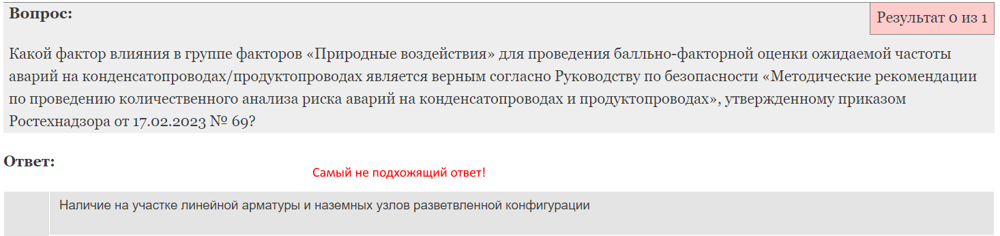 Вопрос:
Результат 0 из 1
Какой фактор влияния в группе факторов «Природные воздействия» для проведения балльно-факторной оценки ожидаемой частоты
аварий на конденсатопроводах/продуктопроводах является верным согласно Руководству по безопасности «Методические рекомендации
по проведению количественного анализа риска аварий на конденсатопроводах и продуктопроводах», утвержденному приказом
Ростехнадзора от 17.02.2023 № 69?
Ответ:
Самый не подхожящий ответ!
Наличие на участке линейной арматуры и наземных узлов разветвленной конфигурации